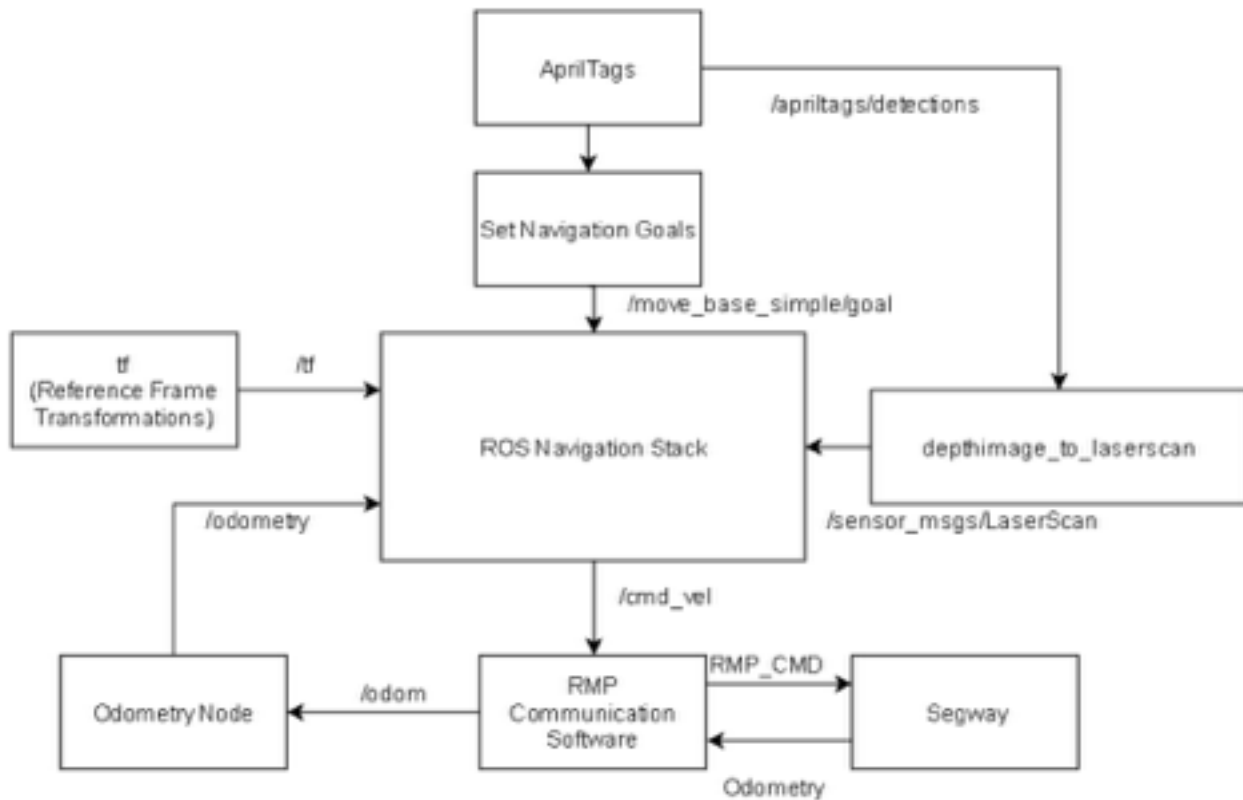 AprilTags
/apriltags/detections
Set Navigation Goals
/move_base_simple/goal
tf
(Reference Frame
Transformations)
/tf
ROS Navigation Stack
depthimage_to_laserscan
/odometry
/sensor_msgs/LaserScan
/cmd_vel
Odometry Node
/odom
RMP
Communication
Software
RMP_CMD
Segway
Odometry